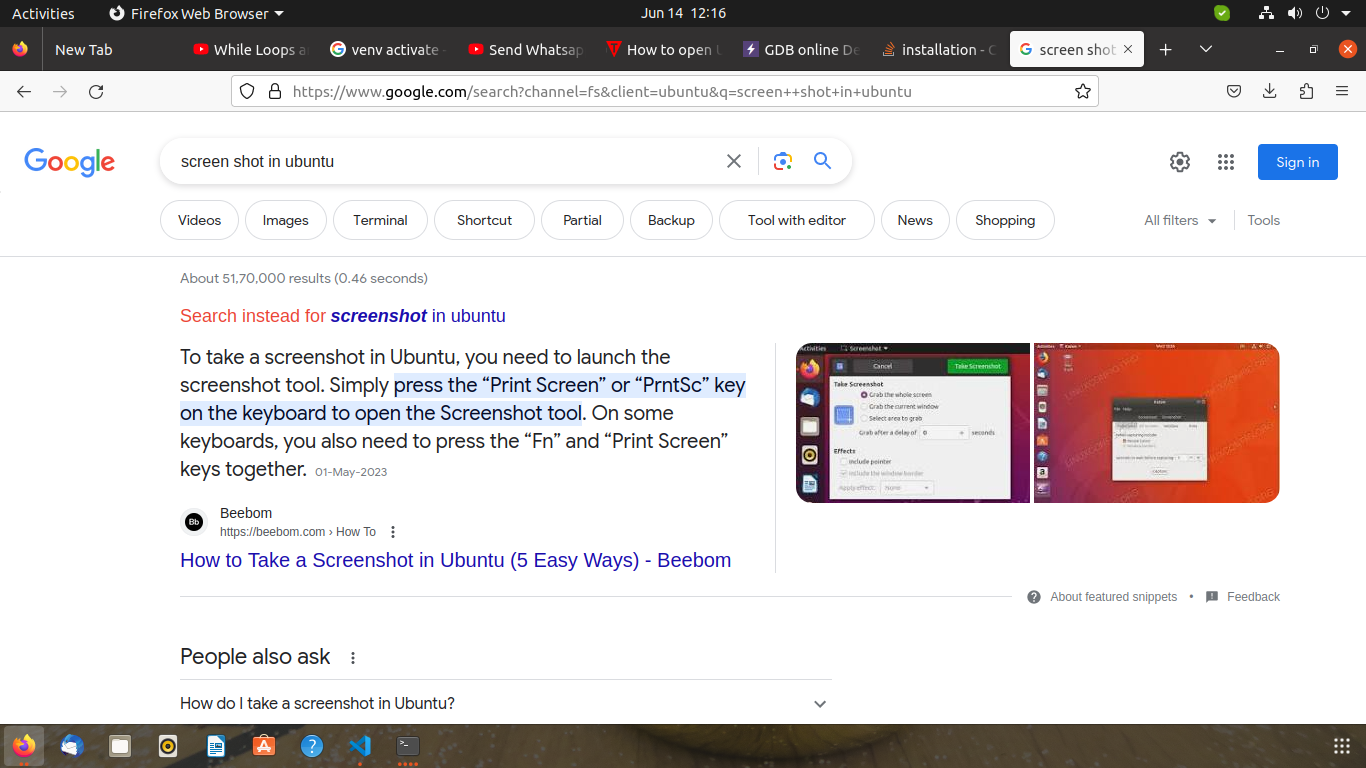 Activities
Firefox Web Browser
Jun 14 12:16
New Tab
While Loops a
venv activate
Send Whatsap
How to open
GDB online De
installation - C
screen shot
https://www.google.com/search?channel=fs&client=ubuntu&q=screen++shot+in+ubuntu
Google
screen shot in ubuntu
Sign in
Videos
Images
Terminal
Shortcut
Partial
Backup
Tool with editor
News
Shopping
All filters
Tools
About 51,70,000 results (0.46 seconds)
Search instead for screenshot in ubuntu
To take a screenshot in Ubuntu, you need to launch the
screenshot tool. Simply press the “Print Screen” or “PrntSc” key
on the keyboard to open the Screenshot tool. On some
keyboards, you also need to press the “Fn” and “Print Screen”
keys together. 01-May-2023
Activities
Screenshot
Cancel
Take Screenshot
Take Screenshot
Grab the whole screen
Grab the current window
Select area to grab
Grab after a delay of 0 seconds
Effects
Include pointer
Include the window border
Apply effect: None
Bb
Beebom
https://beebom.com › How To
How to Take a Screenshot in Ubuntu (5 Easy Ways) - Beebom
About featured snippets • Feedback
People also ask
How do I take a screenshot in Ubuntu?